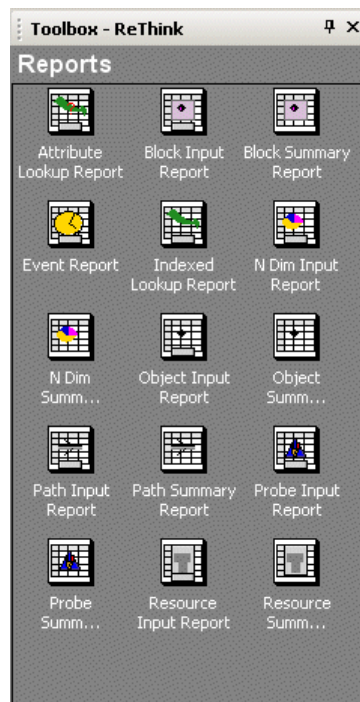 Toolbox - ReThink
Reports
Attribute
Lookup Report
Block Input
Report
Block Summary
Report
Event Report
Indexed
Lookup Report
N Dim Input
Report
N Dim
Summ...
Object Input
Report
Object
Summ...
Path Input
Report
Path Summary
Report
Probe Input
Report
Probe
Summ...
Resource
Input Report
Resource
Summ...